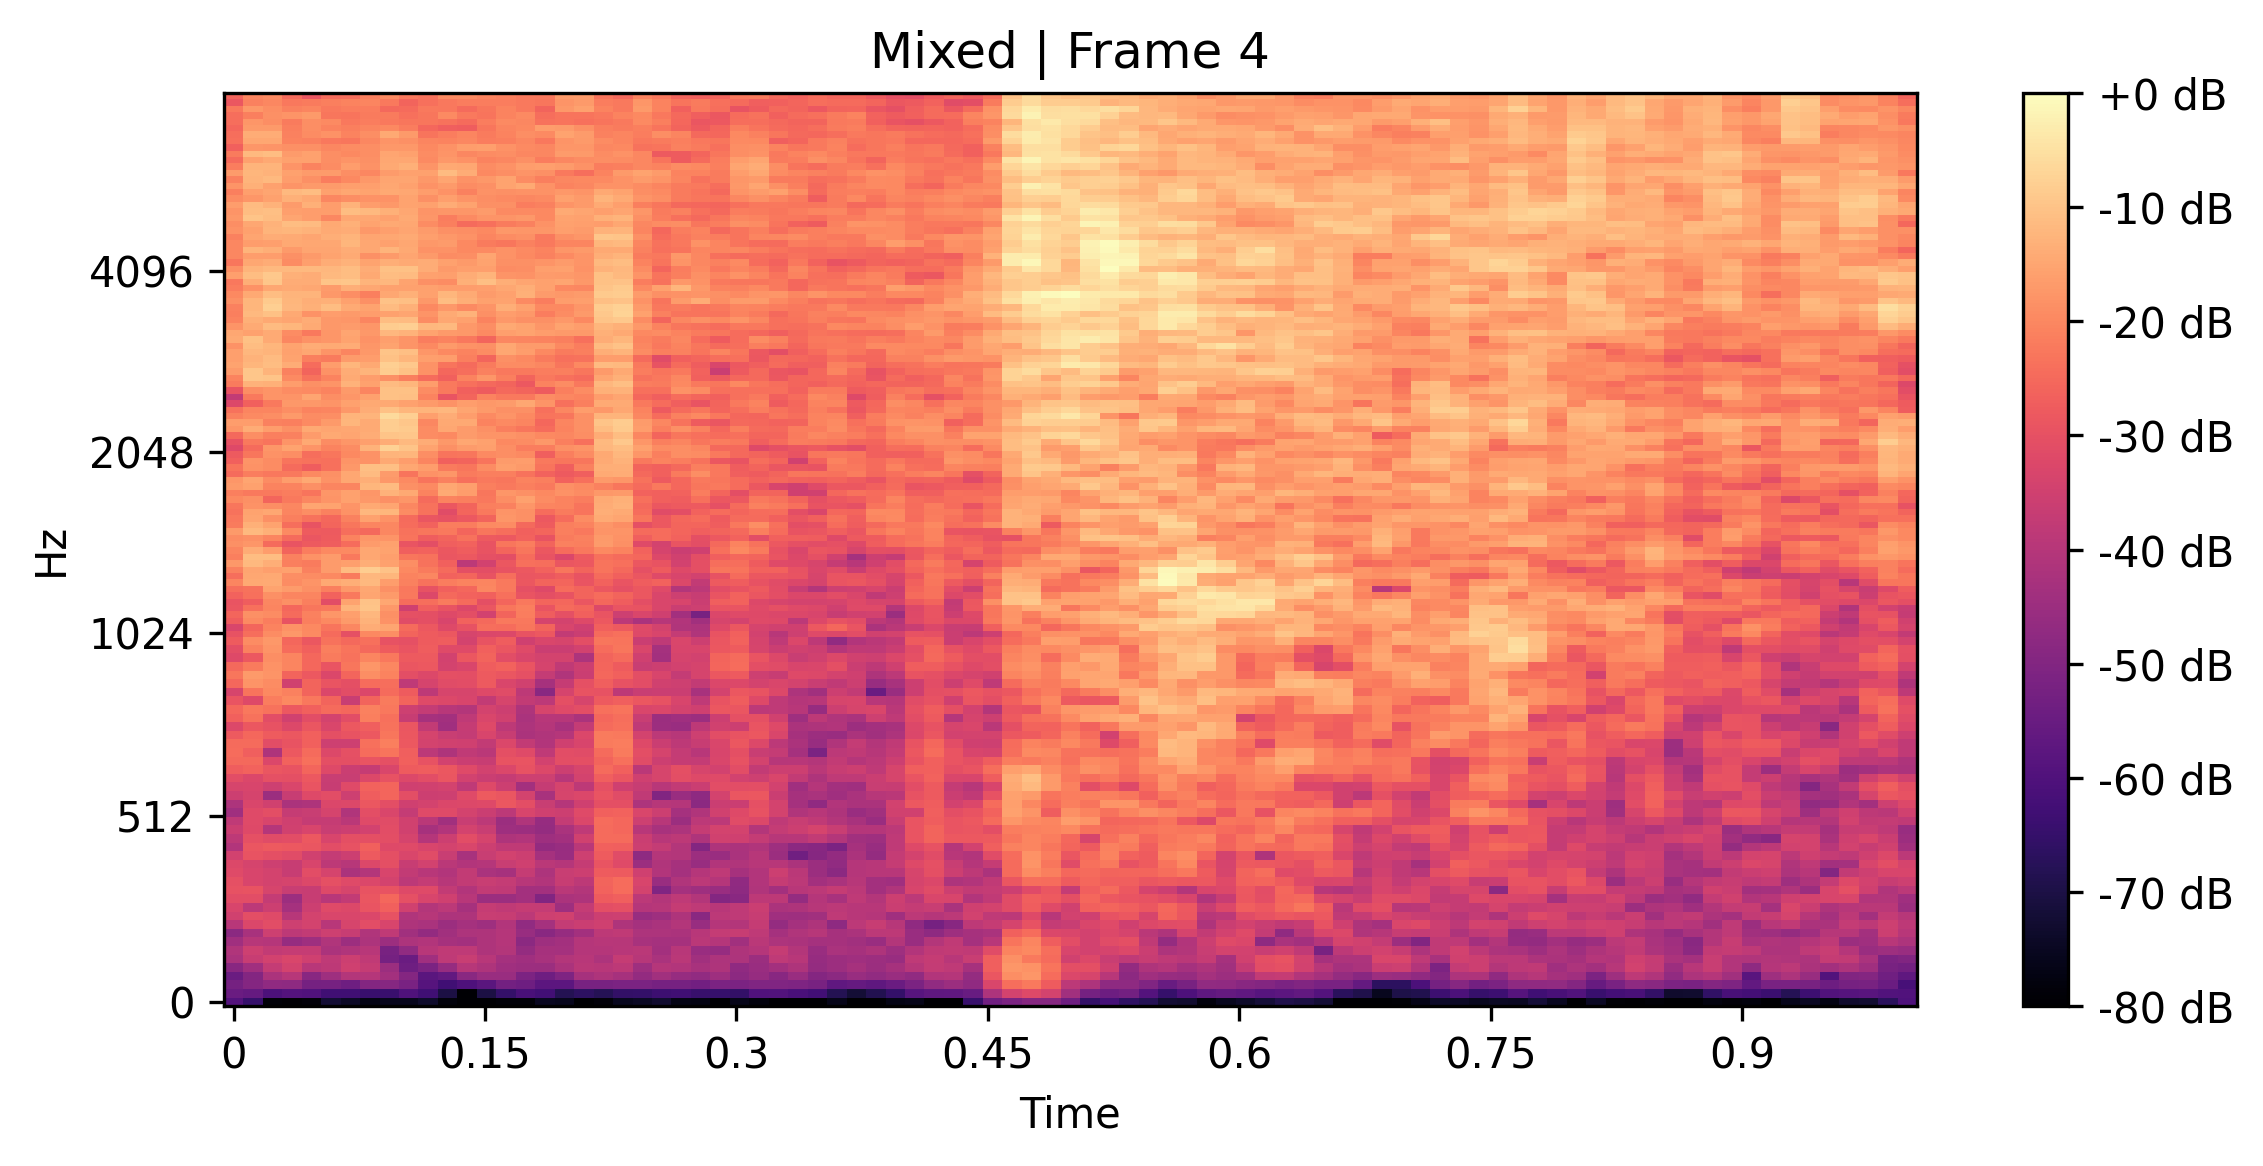 Mixed | Frame 4
Hz
4096
2048
1024
512
0
0 0.15 0.3 0.45 0.6 0.75 0.9
Time
+0 dB
-10 dB
-20 dB
-30 dB
-40 dB
-50 dB
-60 dB
-70 dB
-80 dB